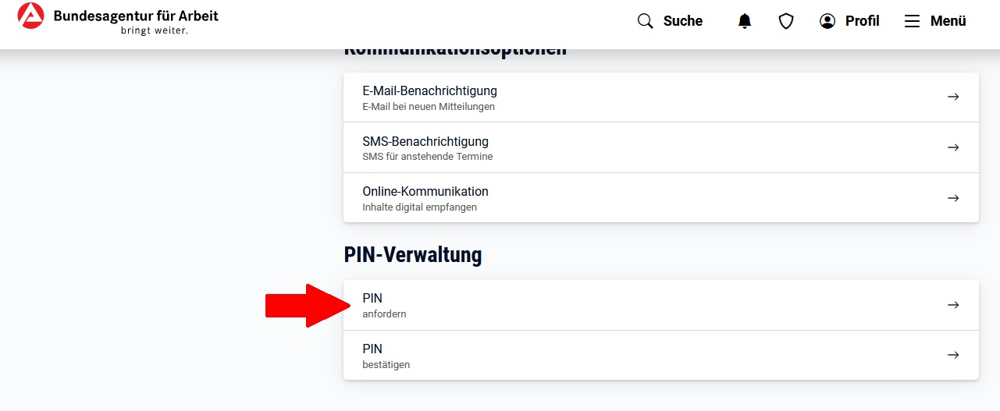 Bundesagentur für Arbeit
bringt weiter.
Suche
Profil
Menü
Kommunikationsoptionen
E-Mail-Benachrichtigung
E-Mail bei neuen Mitteilungen
SMS-Benachrichtigung
SMS für anstehende Termine
Online-Kommunikation
Inhalte digital empfangen
PIN-Verwaltung
PIN
anfordern
PIN
bestätigen